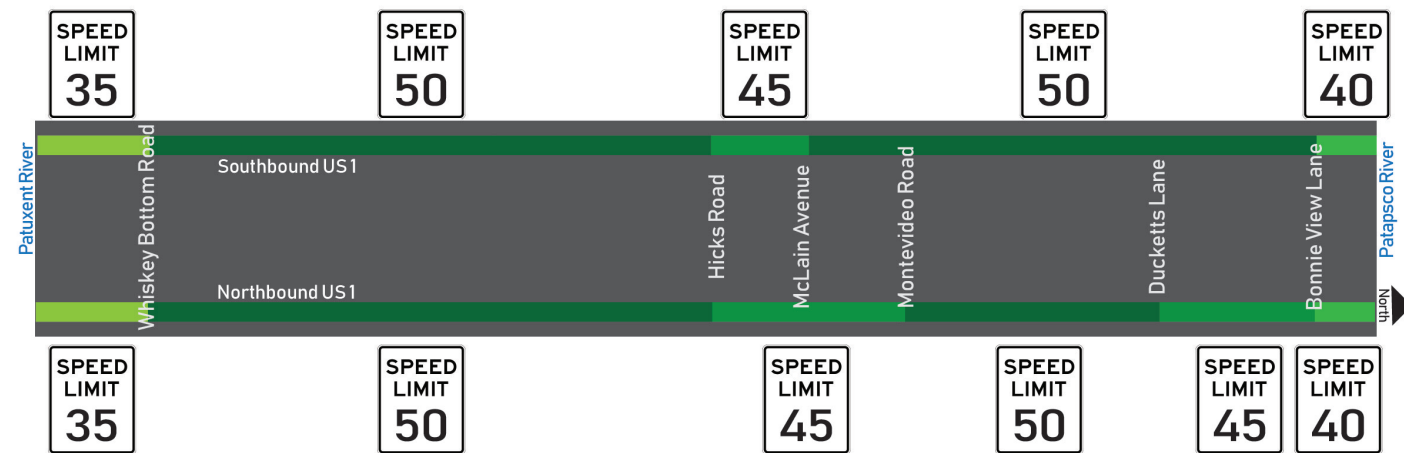 SPEED
LIMIT
35
SPEED
LIMIT
50
SPEED
LIMIT
45
SPEED
LIMIT
50
SPEED
LIMIT
40
Patuxent River
Whiskey Bottom Road
Southbound US 1
Northbound US 1
Hicks Road
McLain Avenue
Montevideo Road
Ducketts Lane
Bonnie View Lane
Patapsco River
North
SPEED
LIMIT
35
SPEED
LIMIT
50
SPEED
LIMIT
45
SPEED
LIMIT
50
SPEED
LIMIT
45
SPEED
LIMIT
40